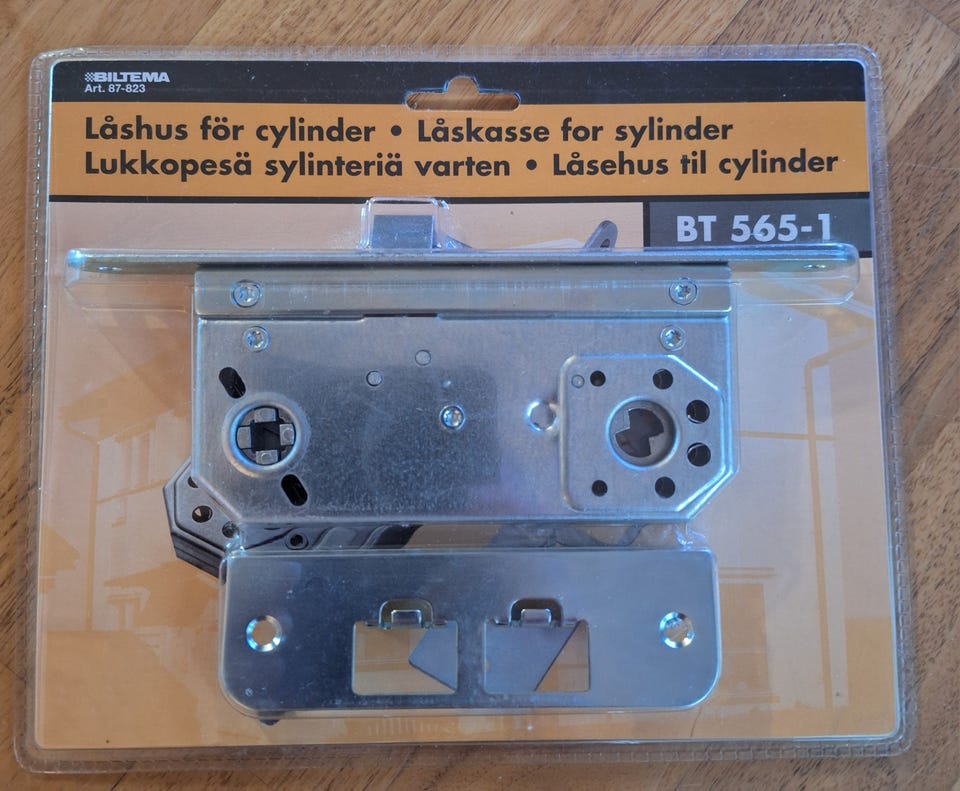 BILTEMA
Art. 87-823
Låshus för cylinder • Låskasse for sylinder
Lukkopesä sylinteriä varten • Låsehus til cylinder
BT 565-1